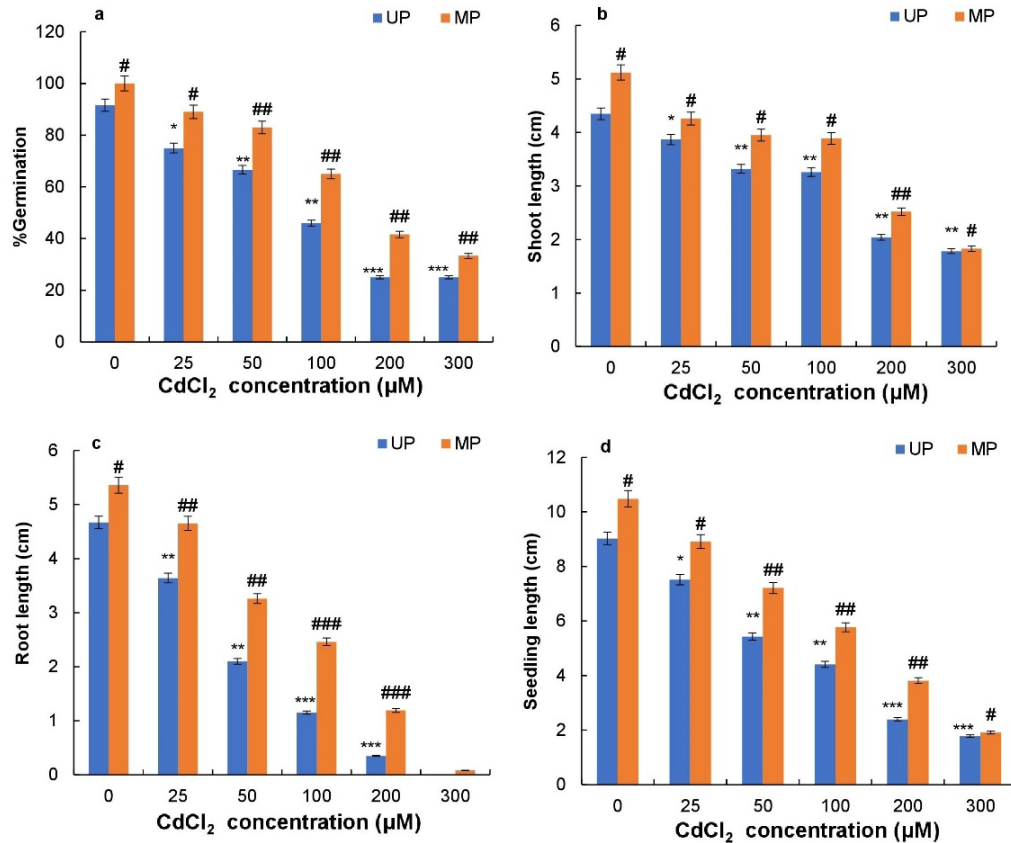 a
UP MP
120
100
80
60
40
20
0
%Germination
# # ## ## ## ##
* ** ** *** ***
0 25 50 100 200 300
CdCl₂ concentration (µM)
b
UP MP
6
5
4
3
2
1
0
Shoot length (cm)
# # # # ## #
* ** ** ** **
0 25 50 100 200 300
CdCl₂ concentration (µM)
c
UP MP
6
5
4
3
2
1
0
Root length (cm)
# ## ## ### ###
** ** *** ***
0 25 50 100 200 300
CdCl₂ concentration (µM)
d
UP MP
12
10
8
6
4
2
0
Seedling length (cm)
# # ## ## ## #
* ** ** *** ***
0 25 50 100 200 300
CdCl₂ concentration (µM)